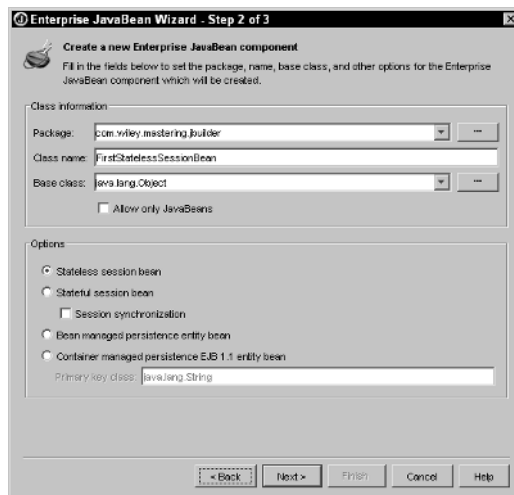 Enterprise JavaBean Wizard - Step 2 of 3
Create a new Enterprise JavaBean component
Fill in the fields below to set the package, name, base class, and other options for the Enterprise
JavaBean component which will be created.
Class information
Package: com.wiley.mastering.jbuilder ...
Class name: FirstStatelessSessionBean
Base class: java.lang.Object ...
Allow only JavaBeans
Options
Stateless session bean
Stateful session bean
Session synchronization
Bean managed persistence entity bean
Container managed persistence EJB 1.1 entity bean
Primary key class: java.lang.String
< Back Next > Finish Cancel Help